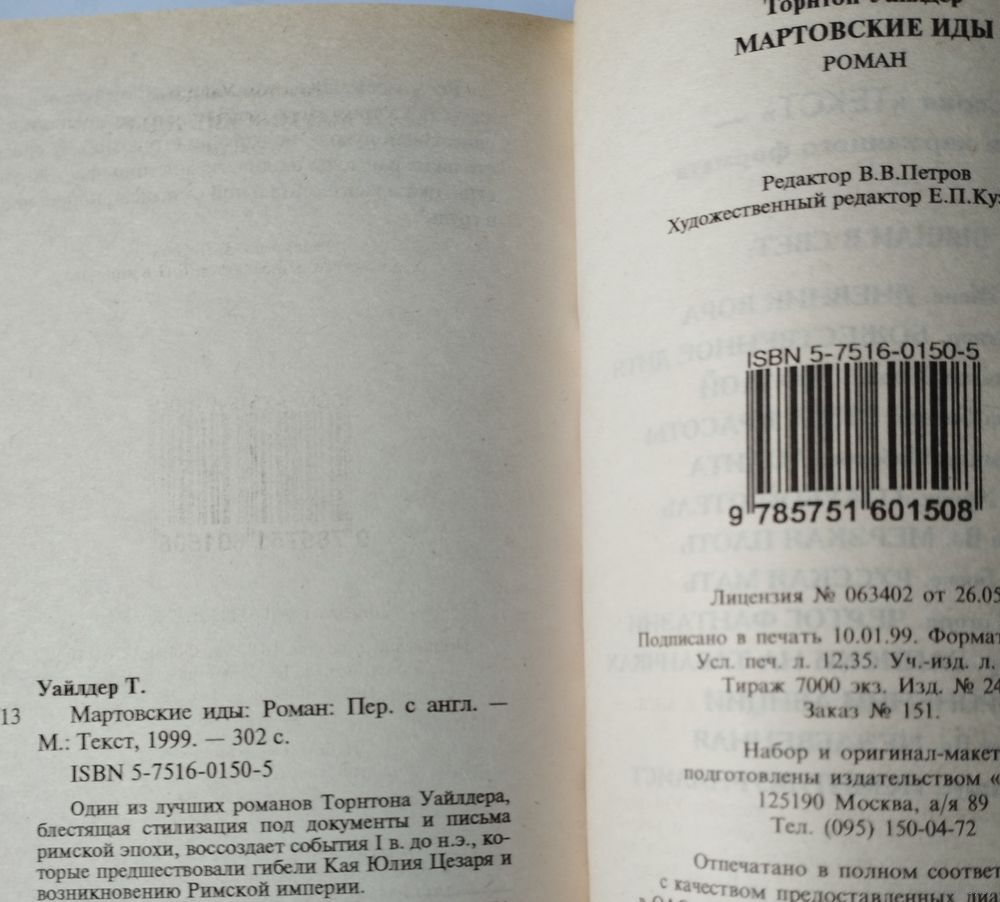 Уайлдер Т.
13 Мартовские иды: Роман: Пер. с англ. —
М.: Текст, 1999. — 302 с.
ISBN 5-7516-0150-5
Один из лучших романов Торнтона Уайлдера,
блестящая стилизация под документы и письма
римской эпохи, воссоздает события I в. до н.э., ко-
торые предшествовали гибели Кая Юлия Цезаря и
возникновению Римской империи.
Торнтон Уайлдер
МАРТОВСКИЕ ИДЫ
РОМАН
Редактор В.В.Петров
Художественный редактор Е.П.Куз
ISBN 5-7516-0150-5
9 785751 601508
Лицензия № 063402 от 26.05
Подписано в печать 10.01.99. Формат
Усл. печ. л. 12,35. Уч.-изд. л.
Тираж 7000 экз. Изд. № 24
Заказ № 151.
Набор и оригинал-макет
подготовлены издательством «
125190 Москва, а/я 89
Тел. (095) 150-04-72
Отпечатано в полном соответ
с качеством предоставленных диа